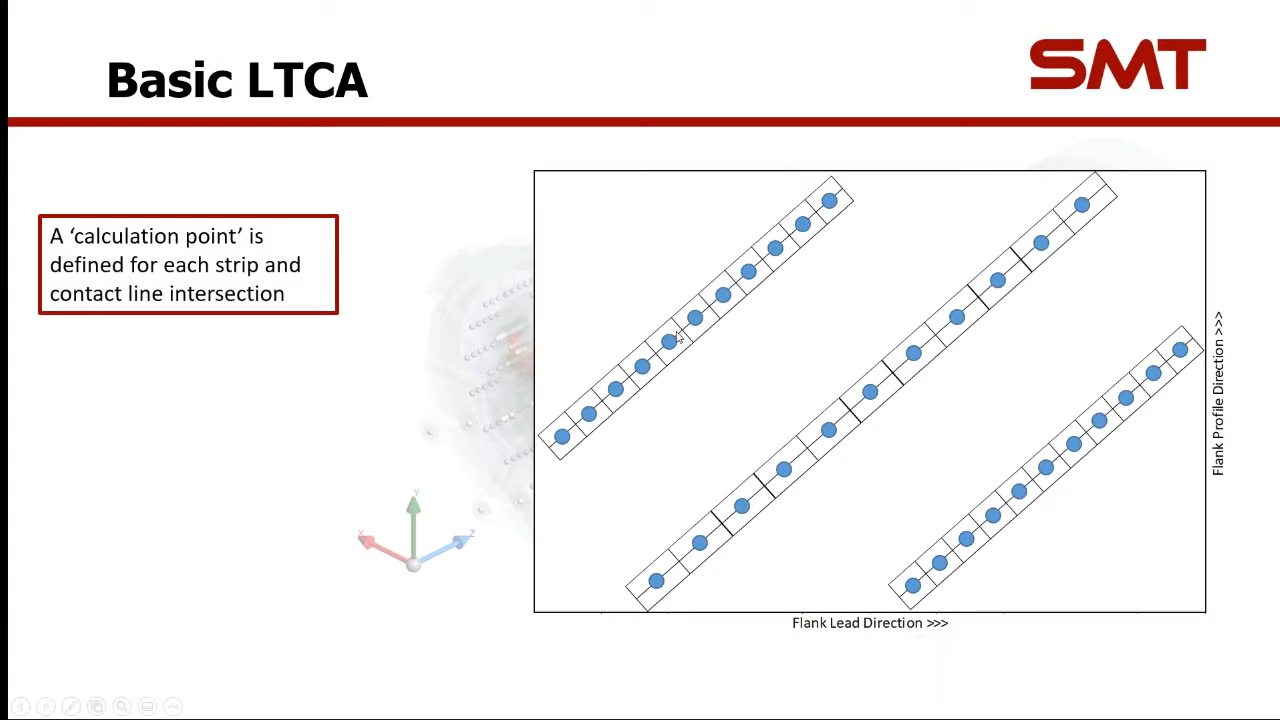 Basic LTCA
SMT
A ‘calculation point’ is
defined for each strip and
contact line intersection
Flank Profile Direction >>>
Flank Lead Direction >>>
Y
X
Z